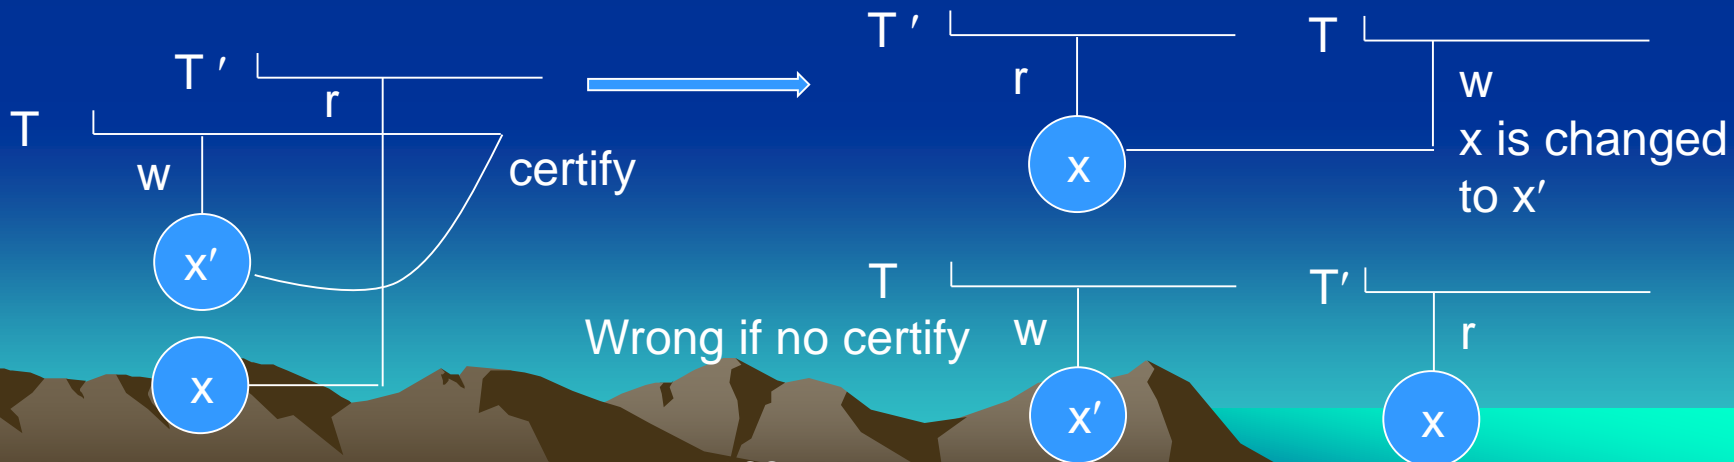 T ′
r
T
w
certify
x′
x
T ′
r
x
T
w
x is changed
to x′
T
Wrong if no certify
w
x′
T′
r
x